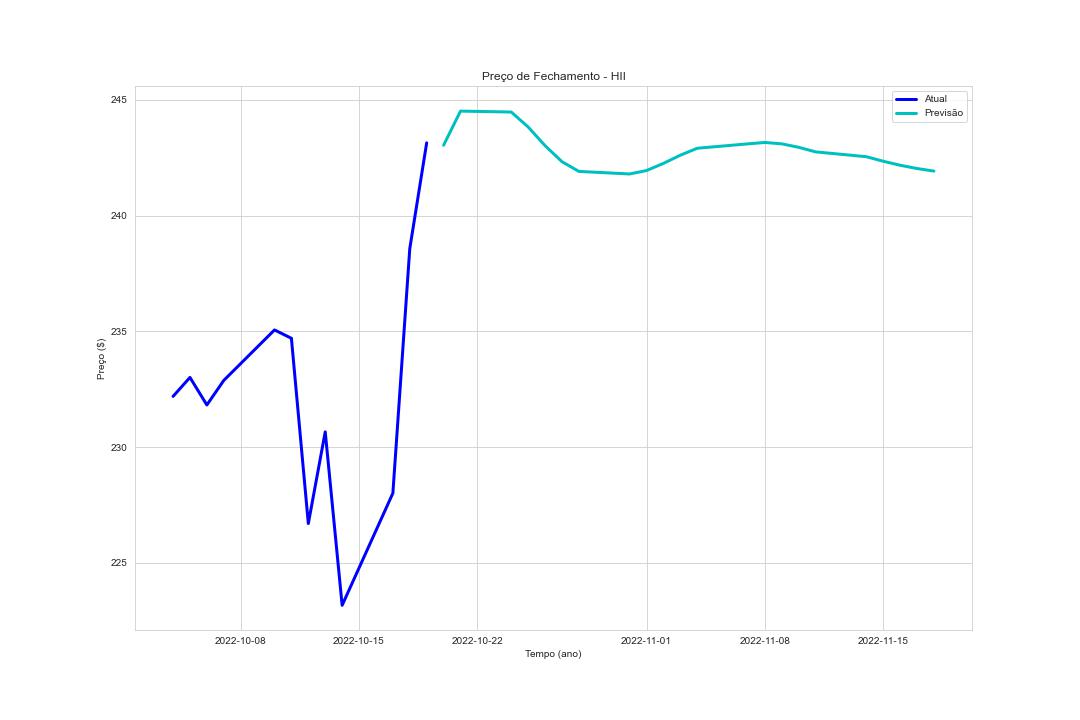 Preço de Fechamento - HII
Atual
Previsão
245
240
235
230
225
Preço ($)
2022-10-08
2022-10-15
2022-10-22
2022-11-01
2022-11-08
2022-11-15
Tempo (ano)